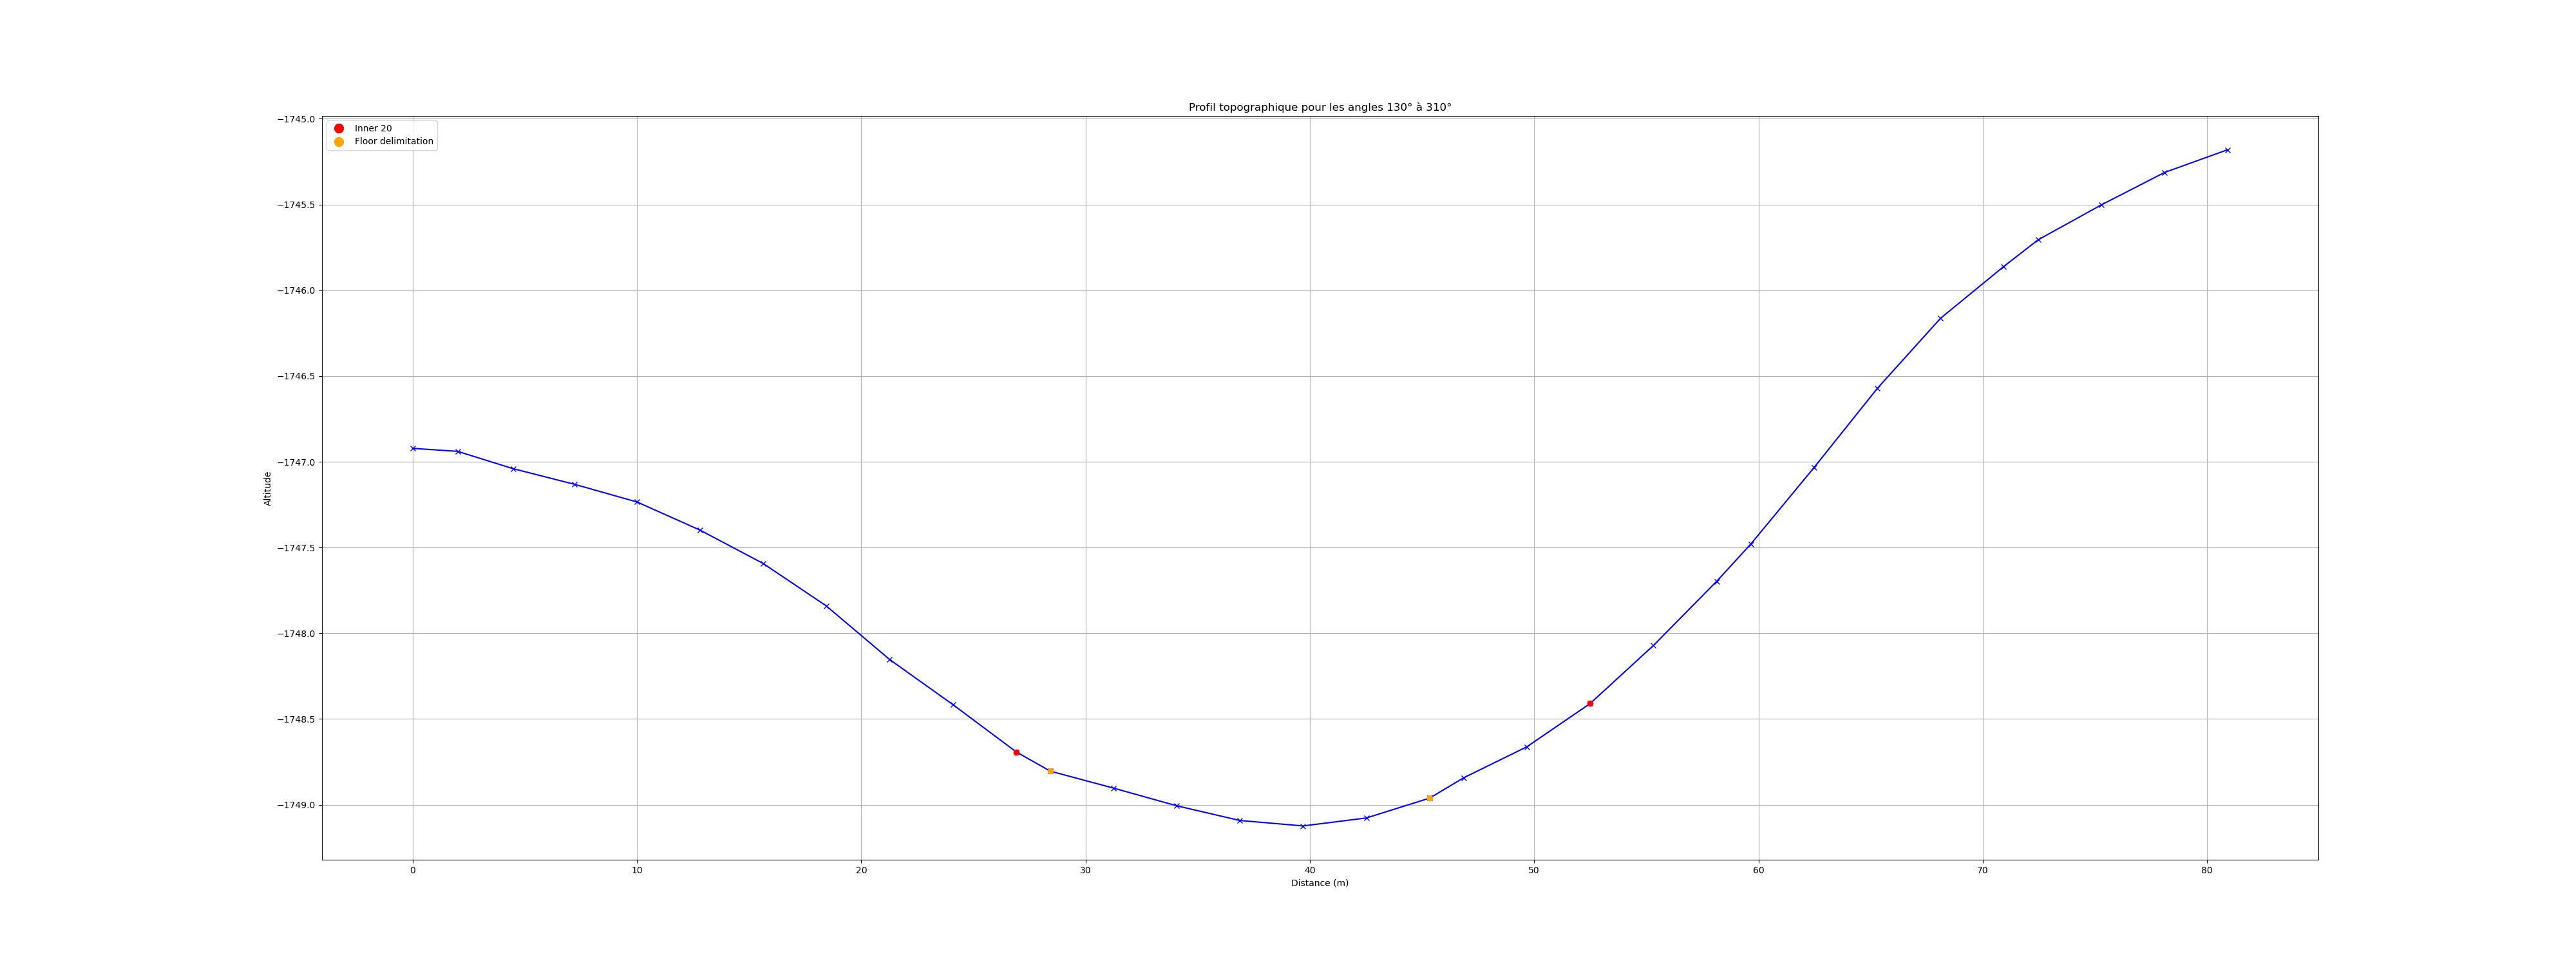 Profil topographique pour les angles 130° à 310°
Inner 20
Floor delimitation
−1745.0
−1745.5
−1746.0
−1746.5
−1747.0
−1747.5
−1748.0
−1748.5
−1749.0
Altitude
0 10 20 30 40 50 60 70 80
Distance (m)